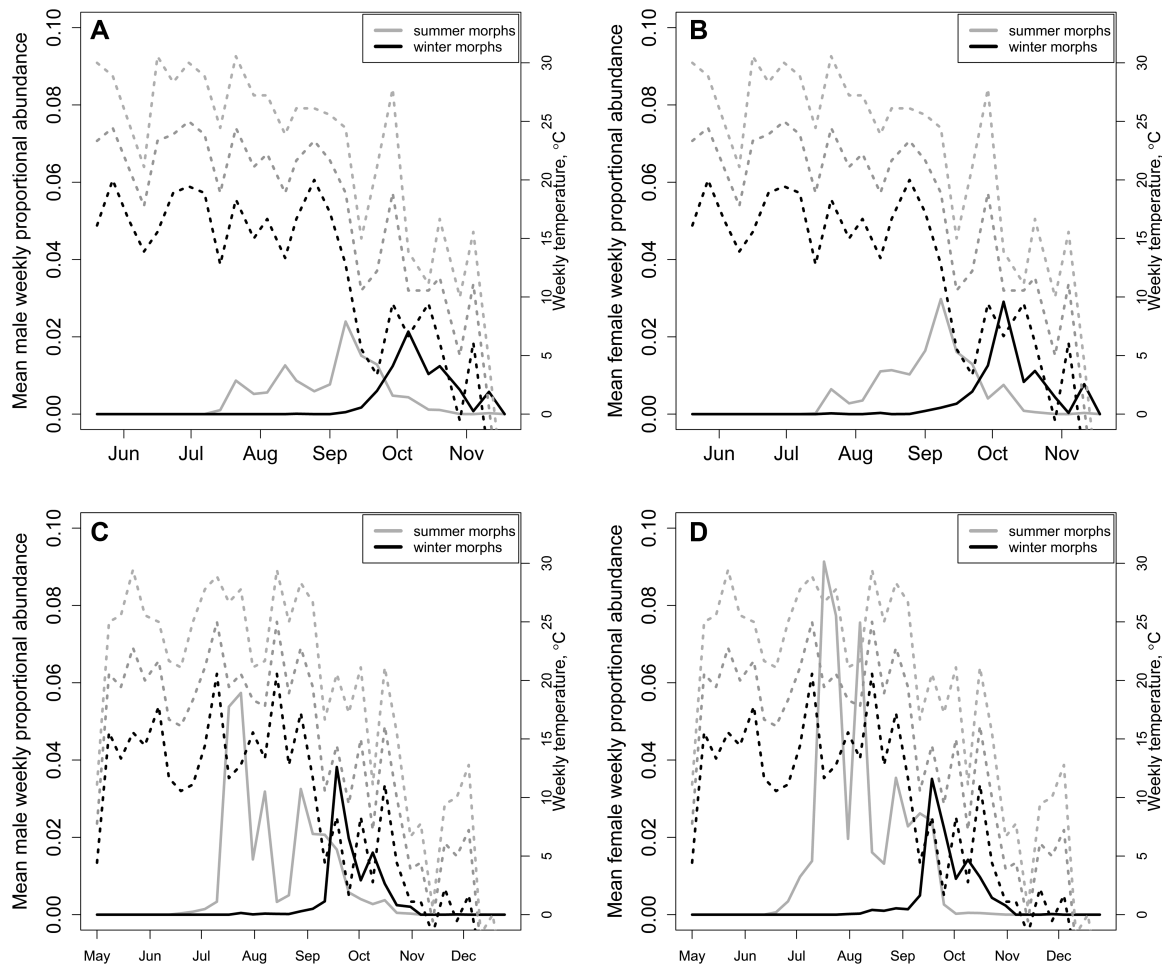 A
summer morphs
winter morphs
Mean male weekly proportional abundance
0.00 0.02 0.04 0.06 0.08 0.10
Weekly temperature, °C
0 5 10 15 20 25 30
Jun Jul Aug Sep Oct Nov
B
summer morphs
winter morphs
Mean female weekly proportional abundance
0.00 0.02 0.04 0.06 0.08 0.10
Weekly temperature, °C
0 5 10 15 20 25 30
Jun Jul Aug Sep Oct Nov
C
summer morphs
winter morphs
Mean male weekly proportional abundance
0.00 0.02 0.04 0.06 0.08 0.10
Weekly temperature, °C
0 5 10 15 20 25 30
May Jun Jul Aug Sep Oct Nov Dec
D
summer morphs
winter morphs
Mean female weekly proportional abundance
0.00 0.02 0.04 0.06 0.08 0.10
Weekly temperature, °C
0 5 10 15 20 25 30
May Jun Jul Aug Sep Oct Nov Dec